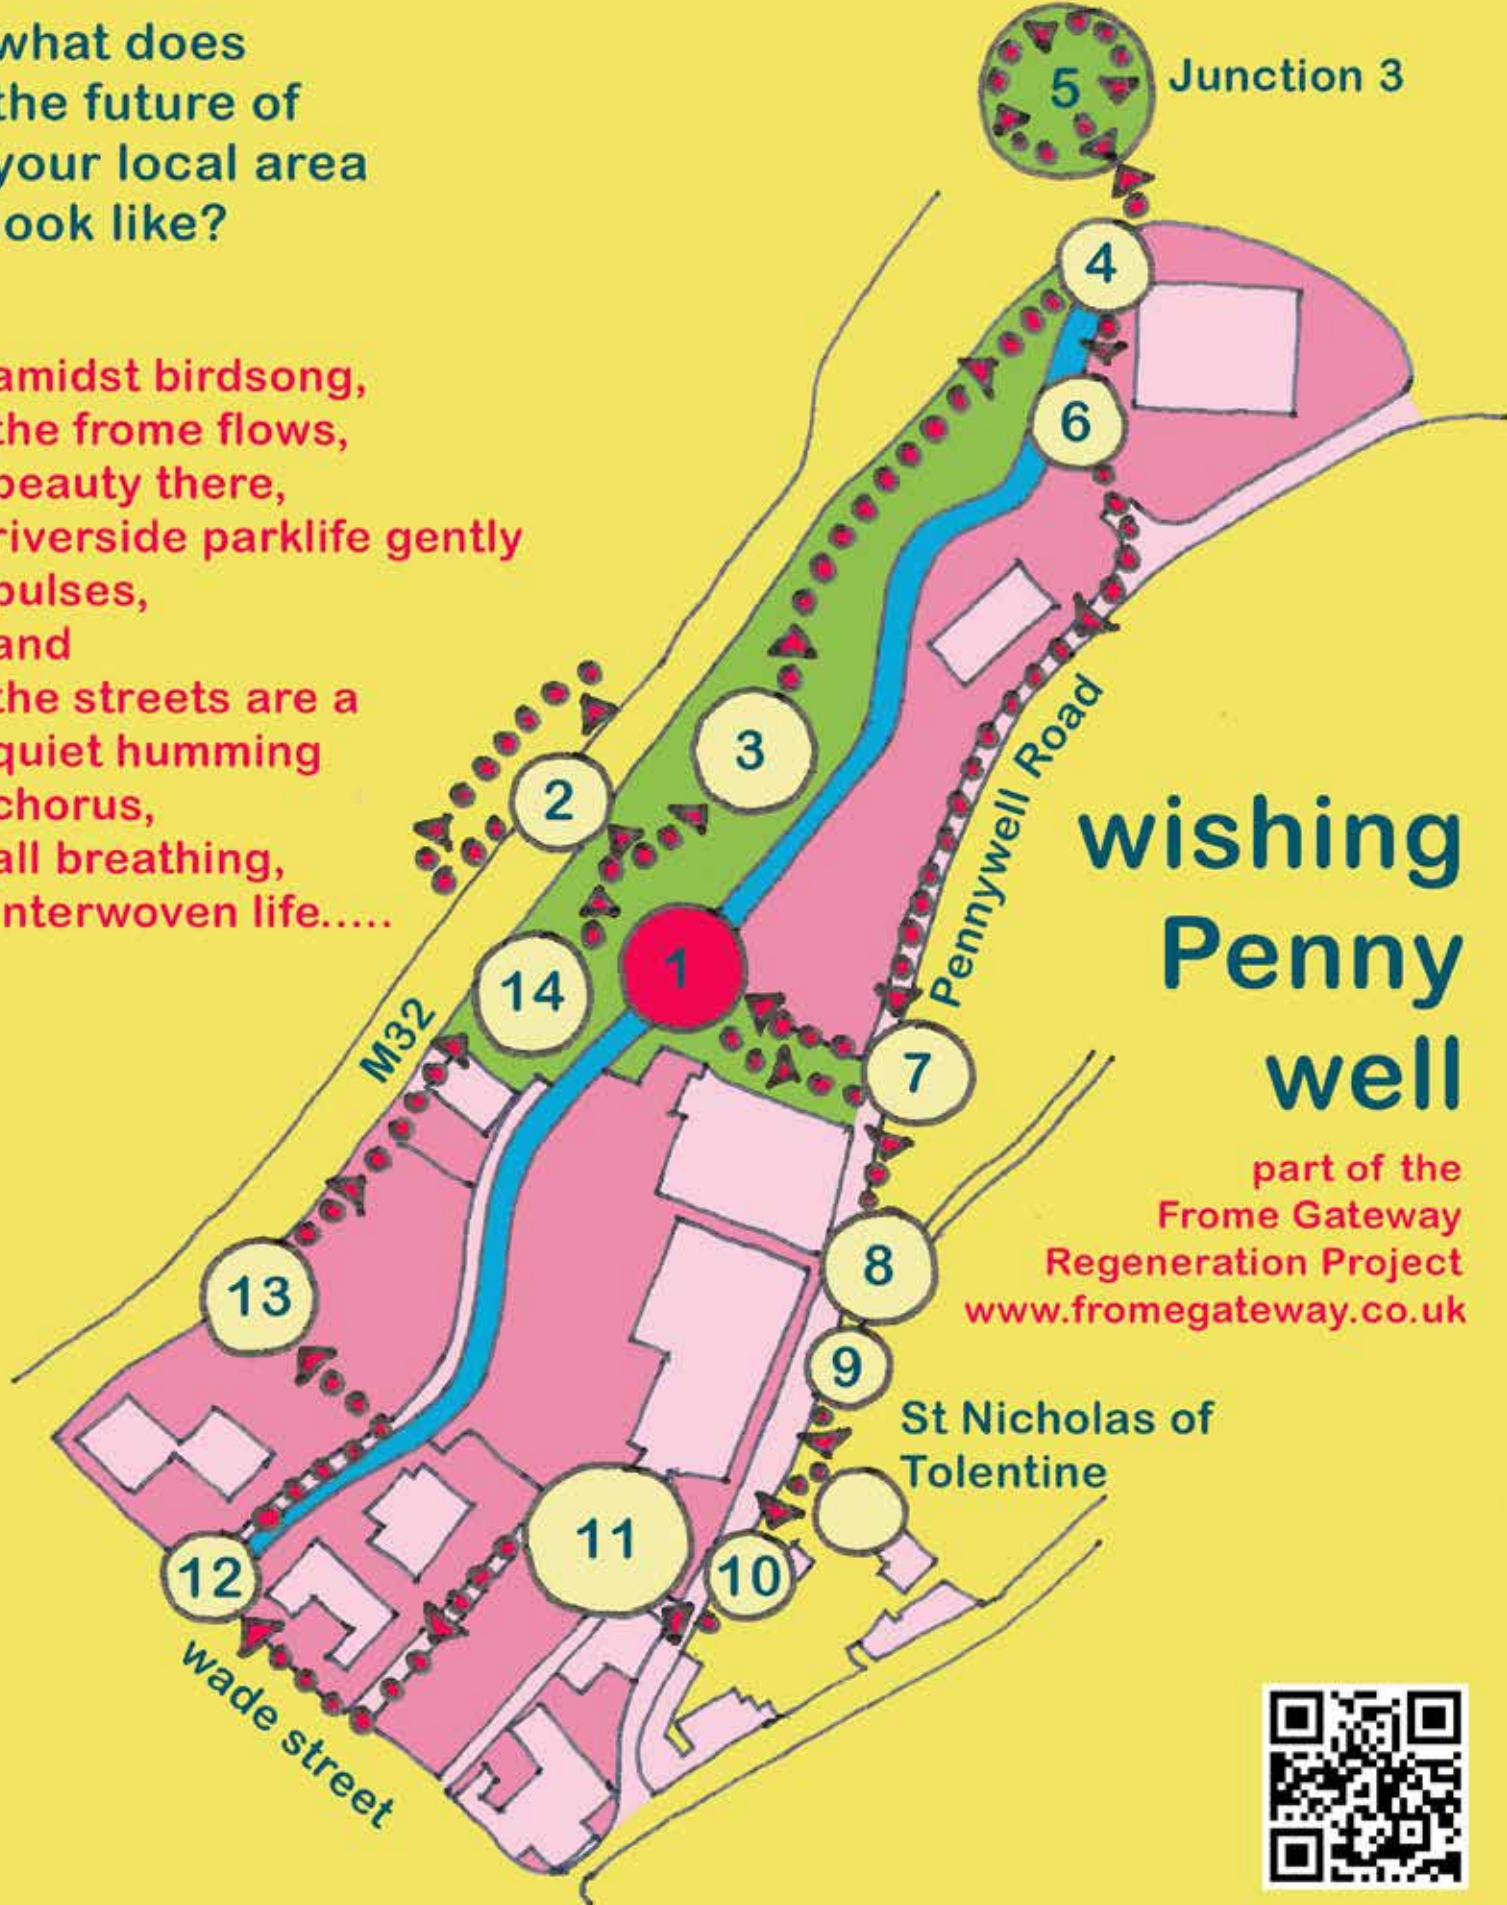 what does
the future of
your local area
ook like?
amidst birdsong,
the frome flows,
beauty there,
riverside parklife gently
pulses,
and
the streets are a
quiet humming
chorus,
all breathing,
nterwoven life.....
5
Junction 3
4
6
3
2
1
14
M32
Pennywell Road
7
8
9
13
11
10
12
wade street
St Nicholas of
Tolentine
wishing
Penny
well
part of the
Frome Gateway
Regeneration Project
www.fromegateway.co.uk